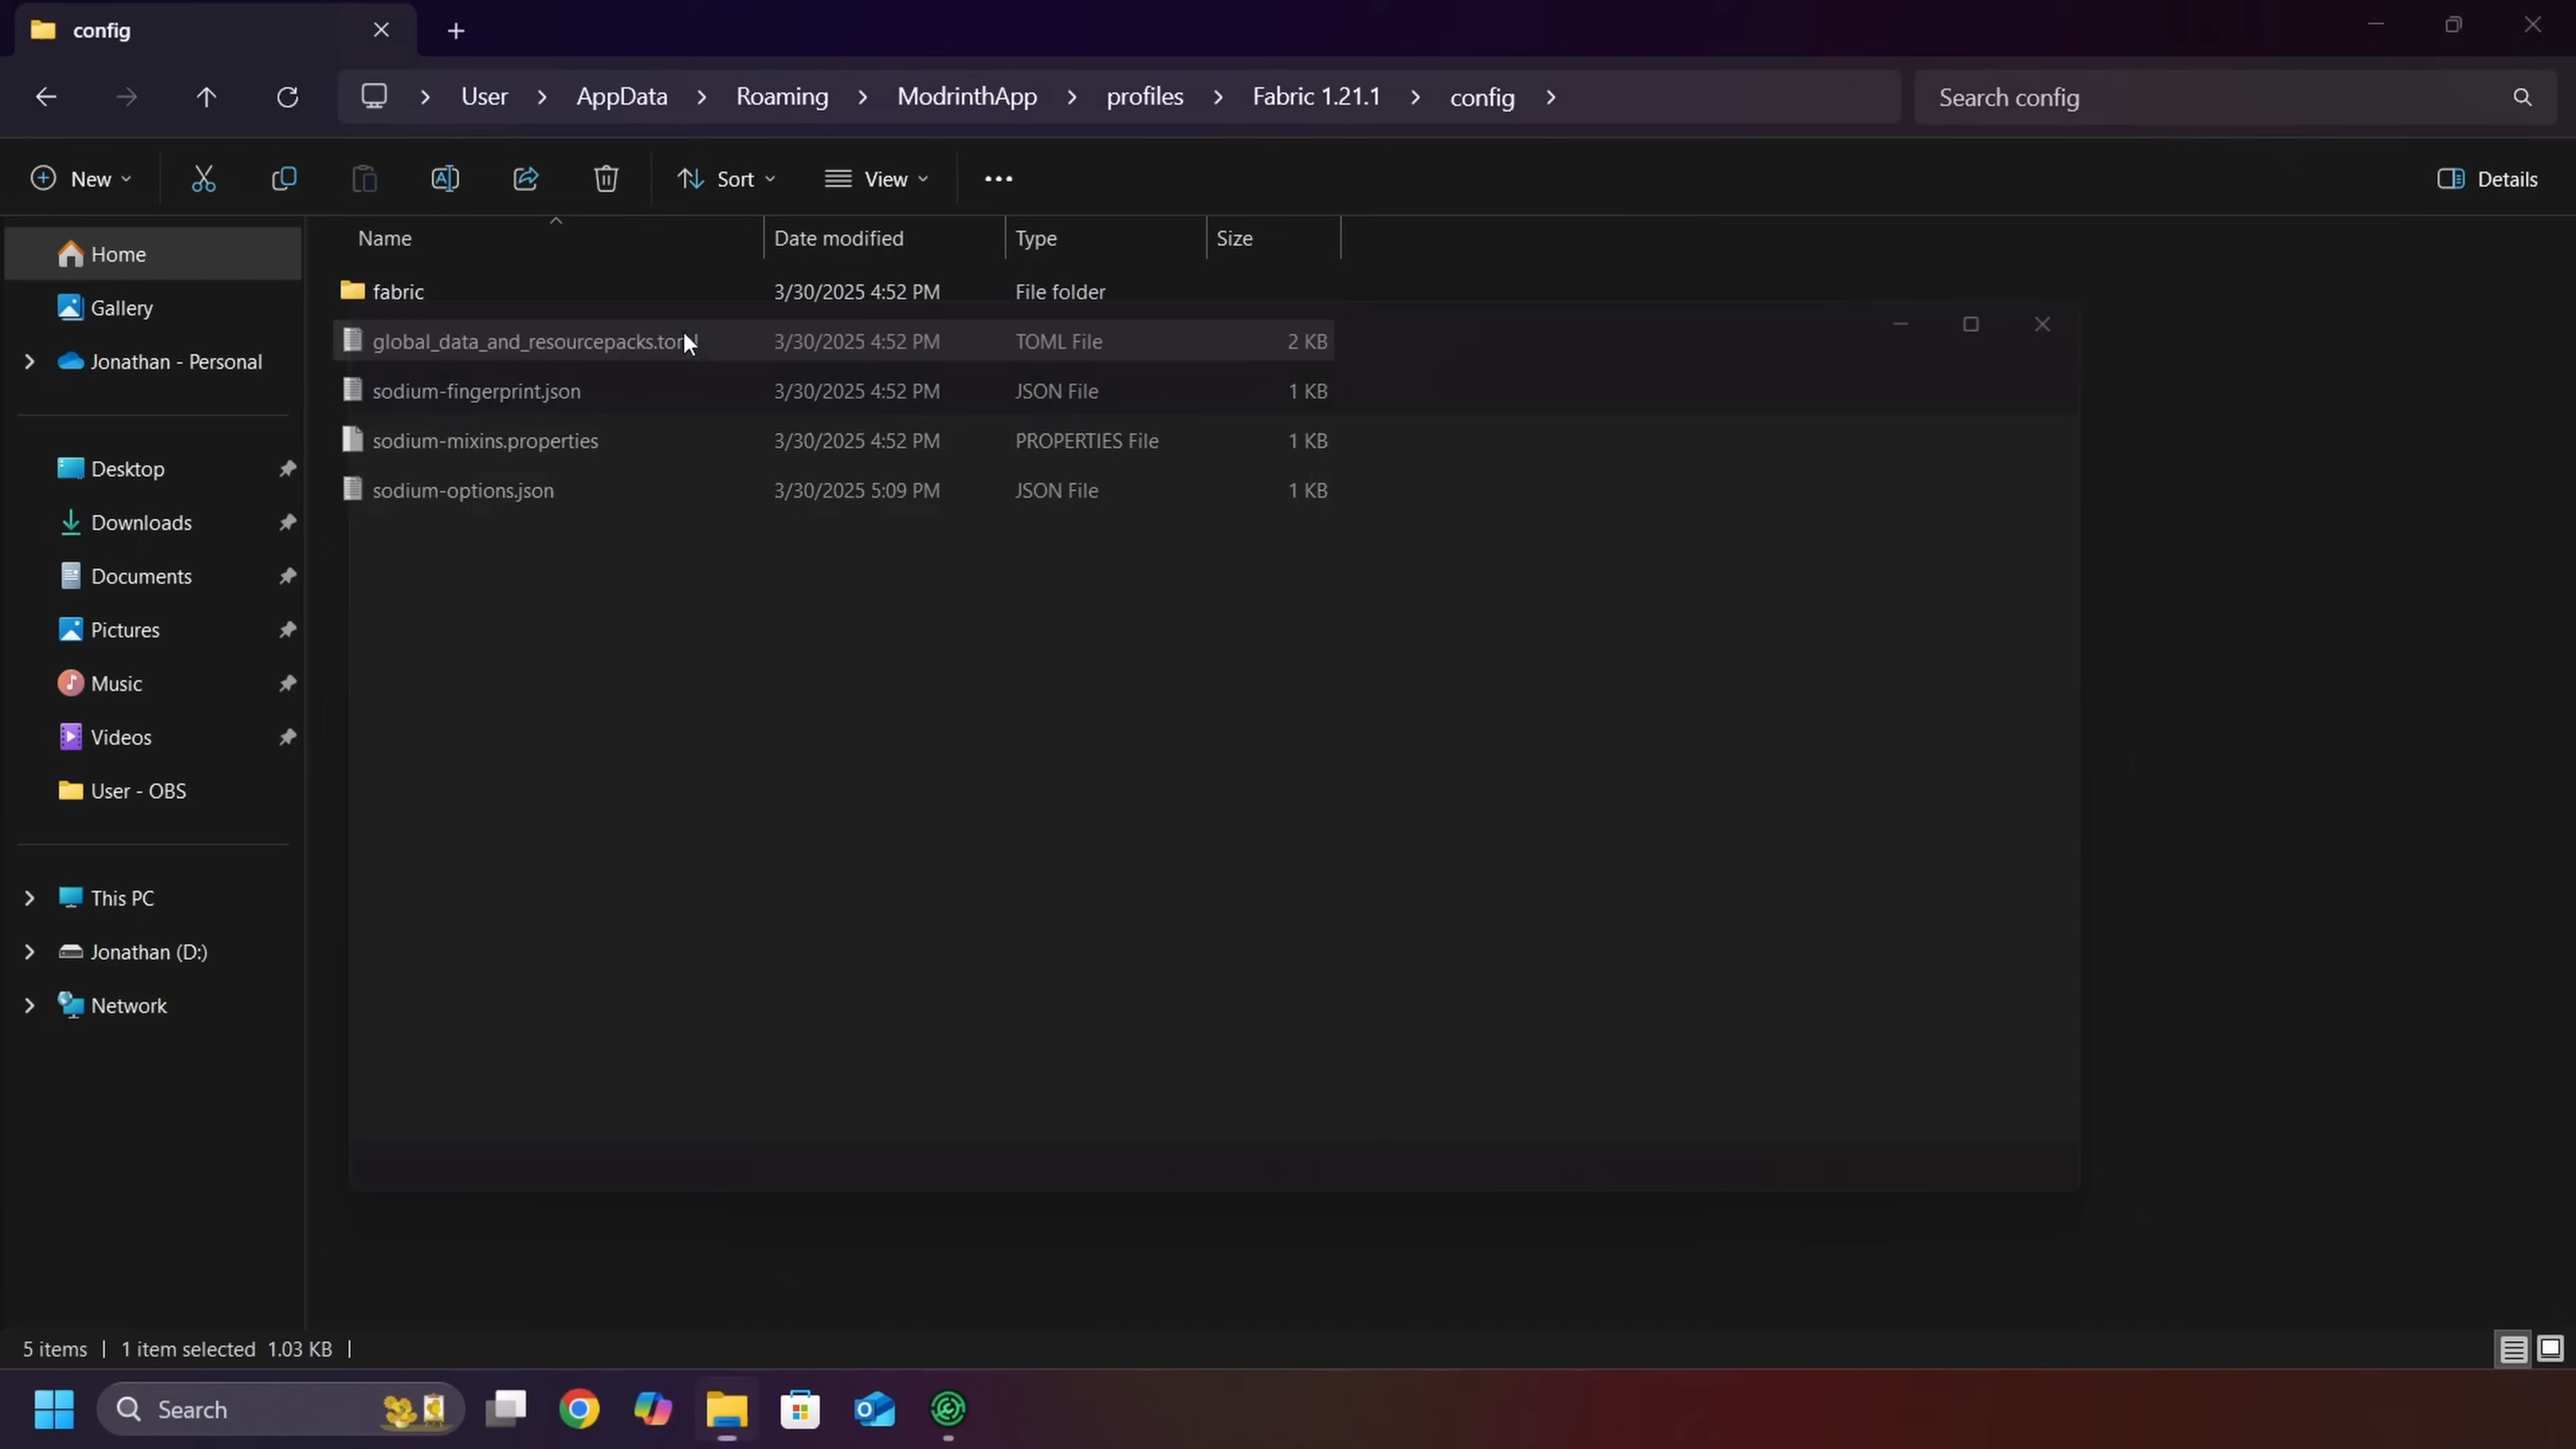 config
User
AppData
Roaming
ModrinthApp
profiles
Fabric 1.21.1
config
Search config
New
Sort
View
Details
Name
Date modified
Type
Size
Home
Gallery
Jonathan - Personal
Desktop
Downloads
Documents
Pictures
Music
Videos
User - OBS
This PC
Jonathan (D:)
Network
fabric 3/30/2025 4:52 PM File folder
3/30/2025 4:52 PM TOML File 2 KB
sodium-fingerprint.json 3/30/2025 4:52 PM JSON File 1 KB
sodium-mixins.properties 3/30/2025 4:52 PM PROPERTIES File 1 KB
sodium-options.json 3/30/2025 5:09 PM JSON File 1 KB
5 items 1 item selected 1.03 KB
Search